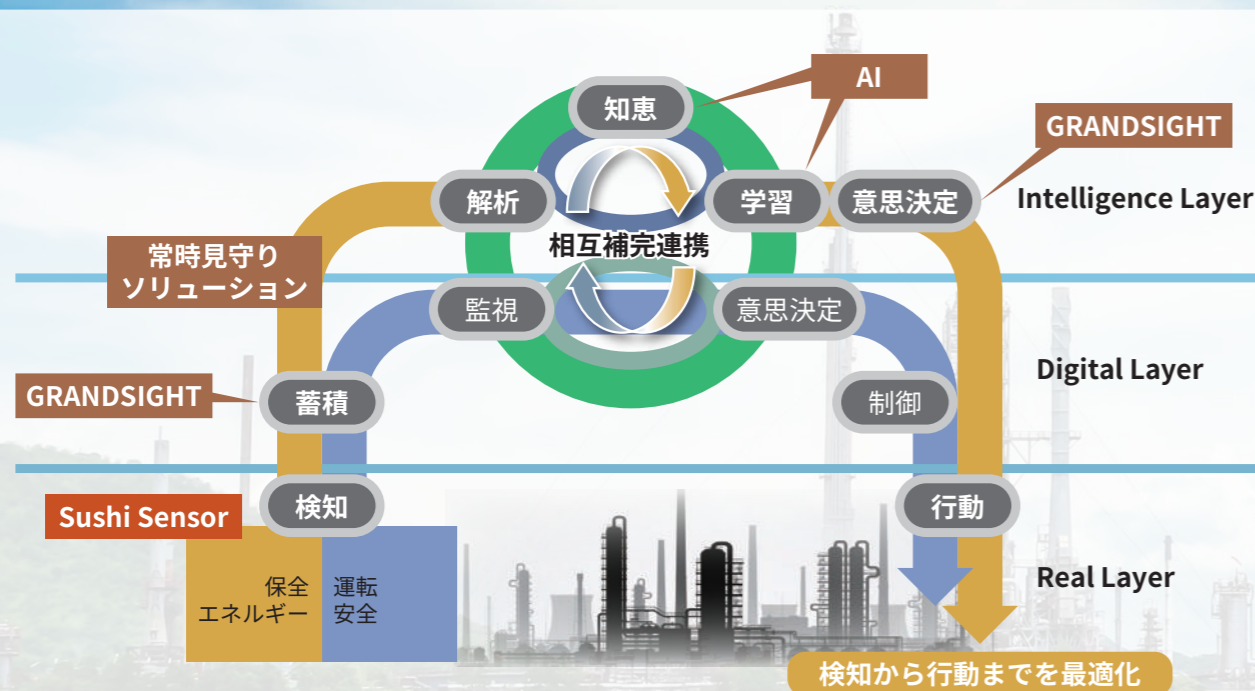 AI
知恵
GRANDSIGHT
解析
学習
意思決定
Intelligence Layer
相互補完連携
常時見守り
ソリューション
監視
意思決定
Digital Layer
GRANDSIGHT
蓄積
制御
Sushi Sensor
検知
行動
保全
エネルギー
運転
安全
Real Layer
検知から行動までを最適化